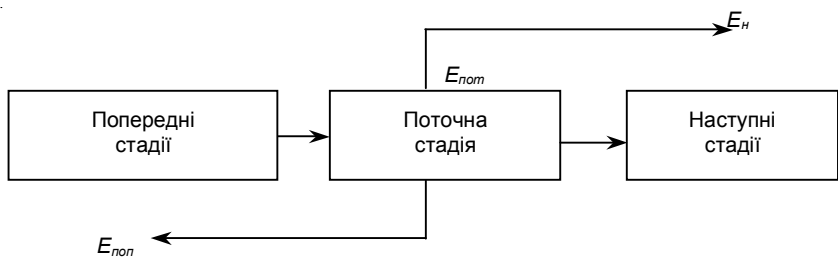 Eн
Eпот
Попередні
стадії
Поточна
стадія
Наступні
стадії
Eпоп